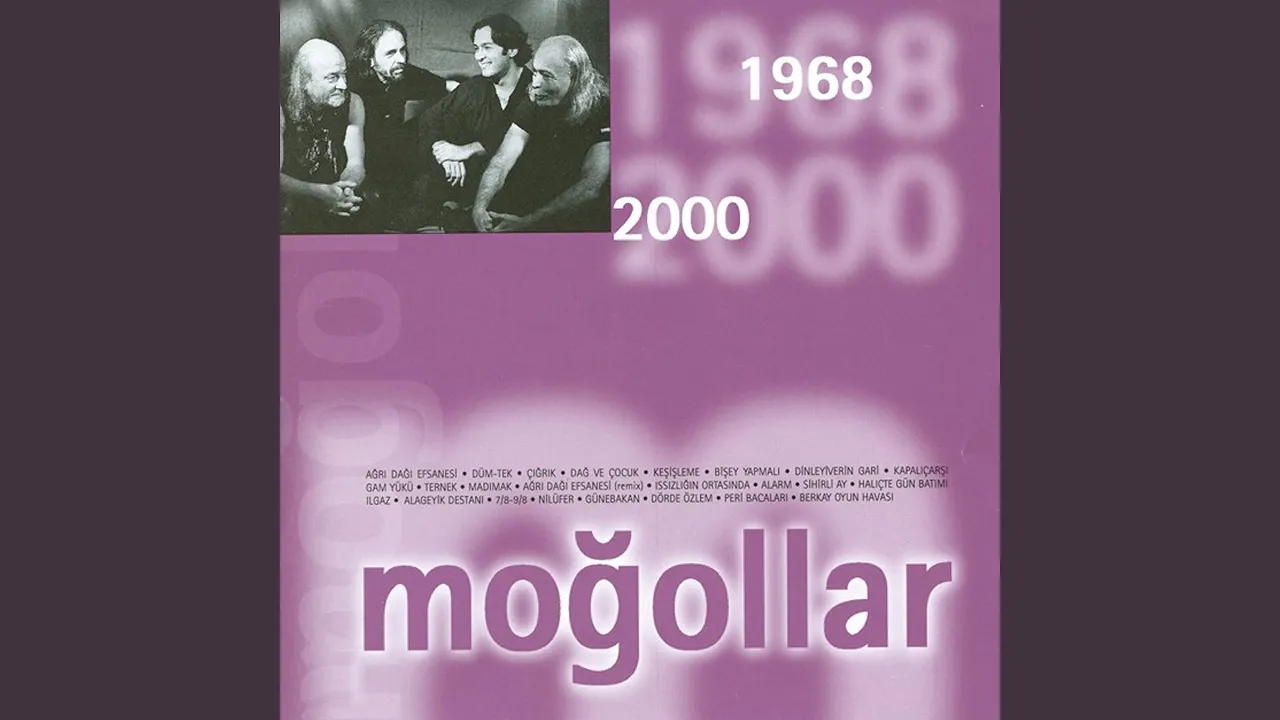 1968
1968
2000
2000
moğol
AĞRI DAĞI EFSANESİ • DÜM-TEK • ÇIĞRIK • DAĞ VE ÇOCUK • KEŞİŞLEME • BİŞEY YAPMALI • DİNLEYİVERİN GARİ • KAPALIÇARŞI
GAM YÜKÜ • TERNEK • MADIMAK • AĞRI DAĞI EFSANESİ (remix) • ISSIZLIĞIN ORTASINDA • ALARM • SİHİRLİ AY • HALİÇTE GÜN BATIMI
ILGAZ • ALAGEYİK DESTANI • 7/8-9/8 • NİLÜFER • GÜNEBAKAN • DÖRDE ÖZLEM • PERİ BACALARI • BERKAY OYUN HAVASI
moğollar